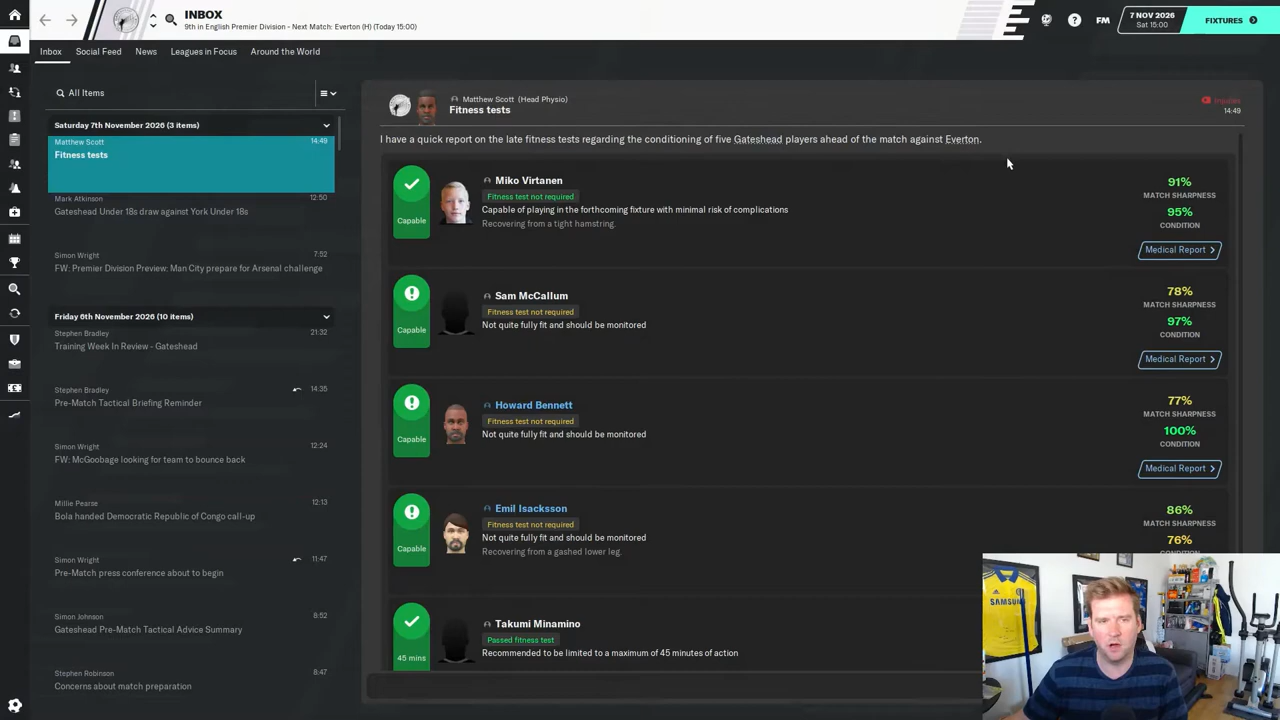 INBOX
9th in English Premier Division - Next Match: Everton (H) (Today 15:00)
FM
7 NOV 2026
Sat 15:00
FIXTURES
Inbox
Social Feed
News
Leagues in Focus
Around the World
All Items
Saturday 7th November 2026 (3 items)
Matthew Scott
14:49
Fitness tests
Mark Atkinson
12:50
Gateshead Under 18s draw against York Under 18s
Simon Wright
7:52
FW: Premier Division Preview: Man City prepare for Arsenal challenge
Friday 6th November 2026 (10 items)
Stephen Bradley
21:32
Training Week In Review - Gateshead
Stephen Bradley
14:35
Pre-Match Tactical Briefing Reminder
Simon Wright
12:24
FW: McGoobage looking for team to bounce back
Millie Pearse
12:13
Bola handed Democratic Republic of Congo call-up
Simon Wright
11:47
Pre-Match press conference about to begin
Simon Johnson
8:52
Gateshead Pre-Match Tactical Advice Summary
Stephen Robinson
8:47
Concerns about match preparation
Matthew Scott (Head Physio)
Fitness tests
Injuries
14:49
I have a quick report on the late fitness tests regarding the conditioning of five Gateshead players ahead of the match against Everton.
Capable
Miko Virtanen
Fitness test not required
Capable of playing in the forthcoming fixture with minimal risk of complications
Recovering from a tight hamstring.
91%
MATCH SHARPNESS
95%
CONDITION
Medical Report
Capable
Sam McCallum
Fitness test not required
Not quite fully fit and should be monitored
78%
MATCH SHARPNESS
97%
CONDITION
Medical Report
Capable
Howard Bennett
Fitness test not required
Not quite fully fit and should be monitored
77%
MATCH SHARPNESS
100%
CONDITION
Medical Report
Capable
Emil Isacksson
Fitness test not required
Not quite fully fit and should be monitored
Recovering from a gashed lower leg.
86%
MATCH SHARPNESS
76%
CONDITION
45 mins
Takumi Minamino
Passed fitness test
Recommended to be limited to a maximum of 45 minutes of action
SAMSUNG